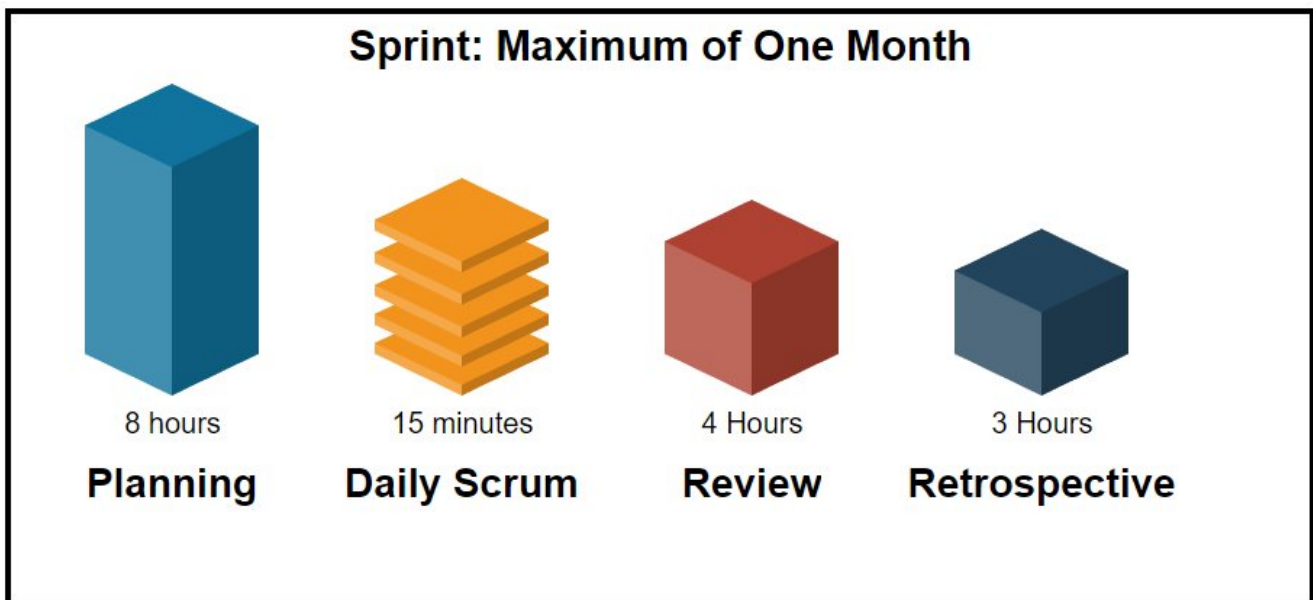 Sprint: Maximum of One Month
8 hours
15 minutes
4 Hours
3 Hours
Planning
Daily Scrum
Review
Retrospective